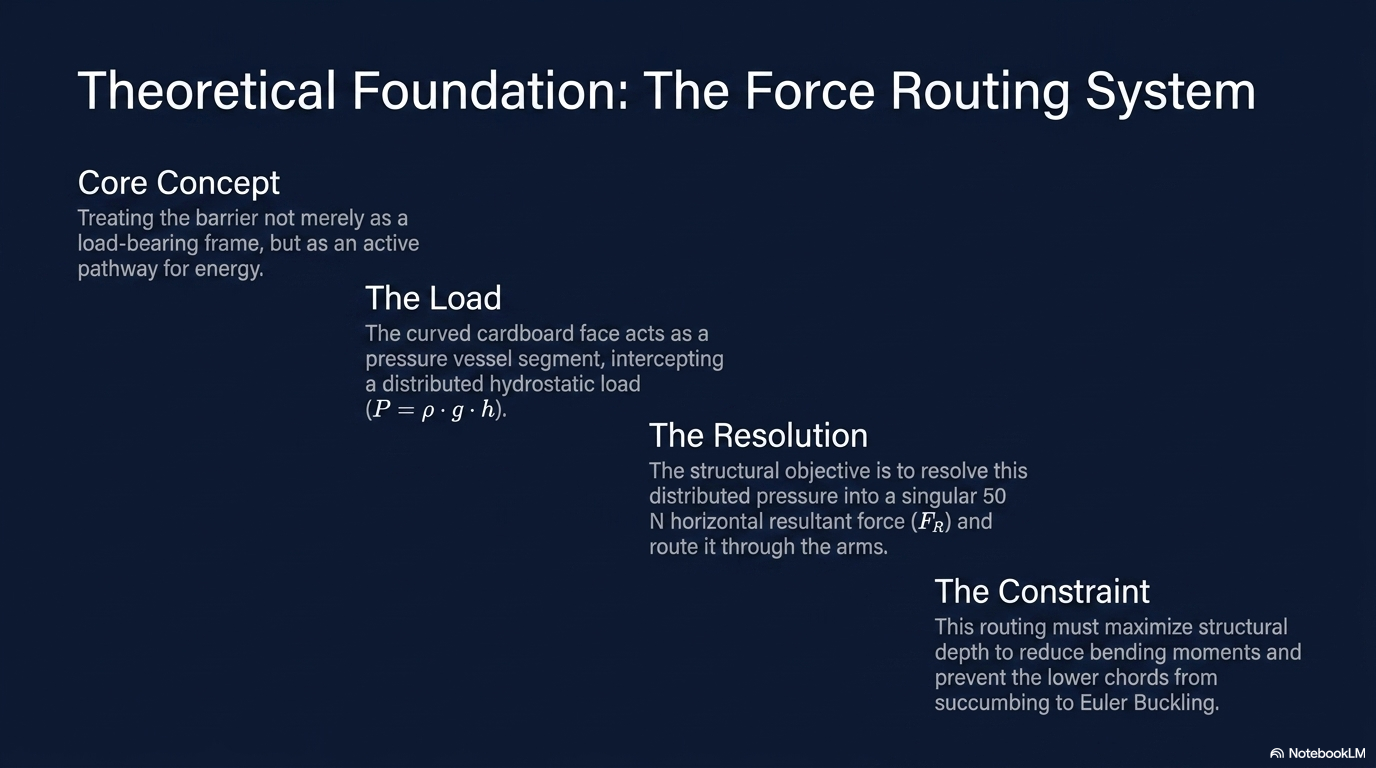 Theoretical Foundation: The Force Routing System
Core Concept
Treating the barrier not merely as a
load-bearing frame, but as an active
pathway for energy.
The Load
The curved cardboard face acts as a
pressure vessel segment, intercepting
a distributed hydrostatic load
(P = ρ · g · h).
The Resolution
The structural objective is to resolve this
distributed pressure into a singular 50
N horizontal resultant force (F_R) and
route it through the arms.
The Constraint
This routing must maximize structural
depth to reduce bending moments and
prevent the lower chords from
succumbing to Euler Buckling.
NotebookLM